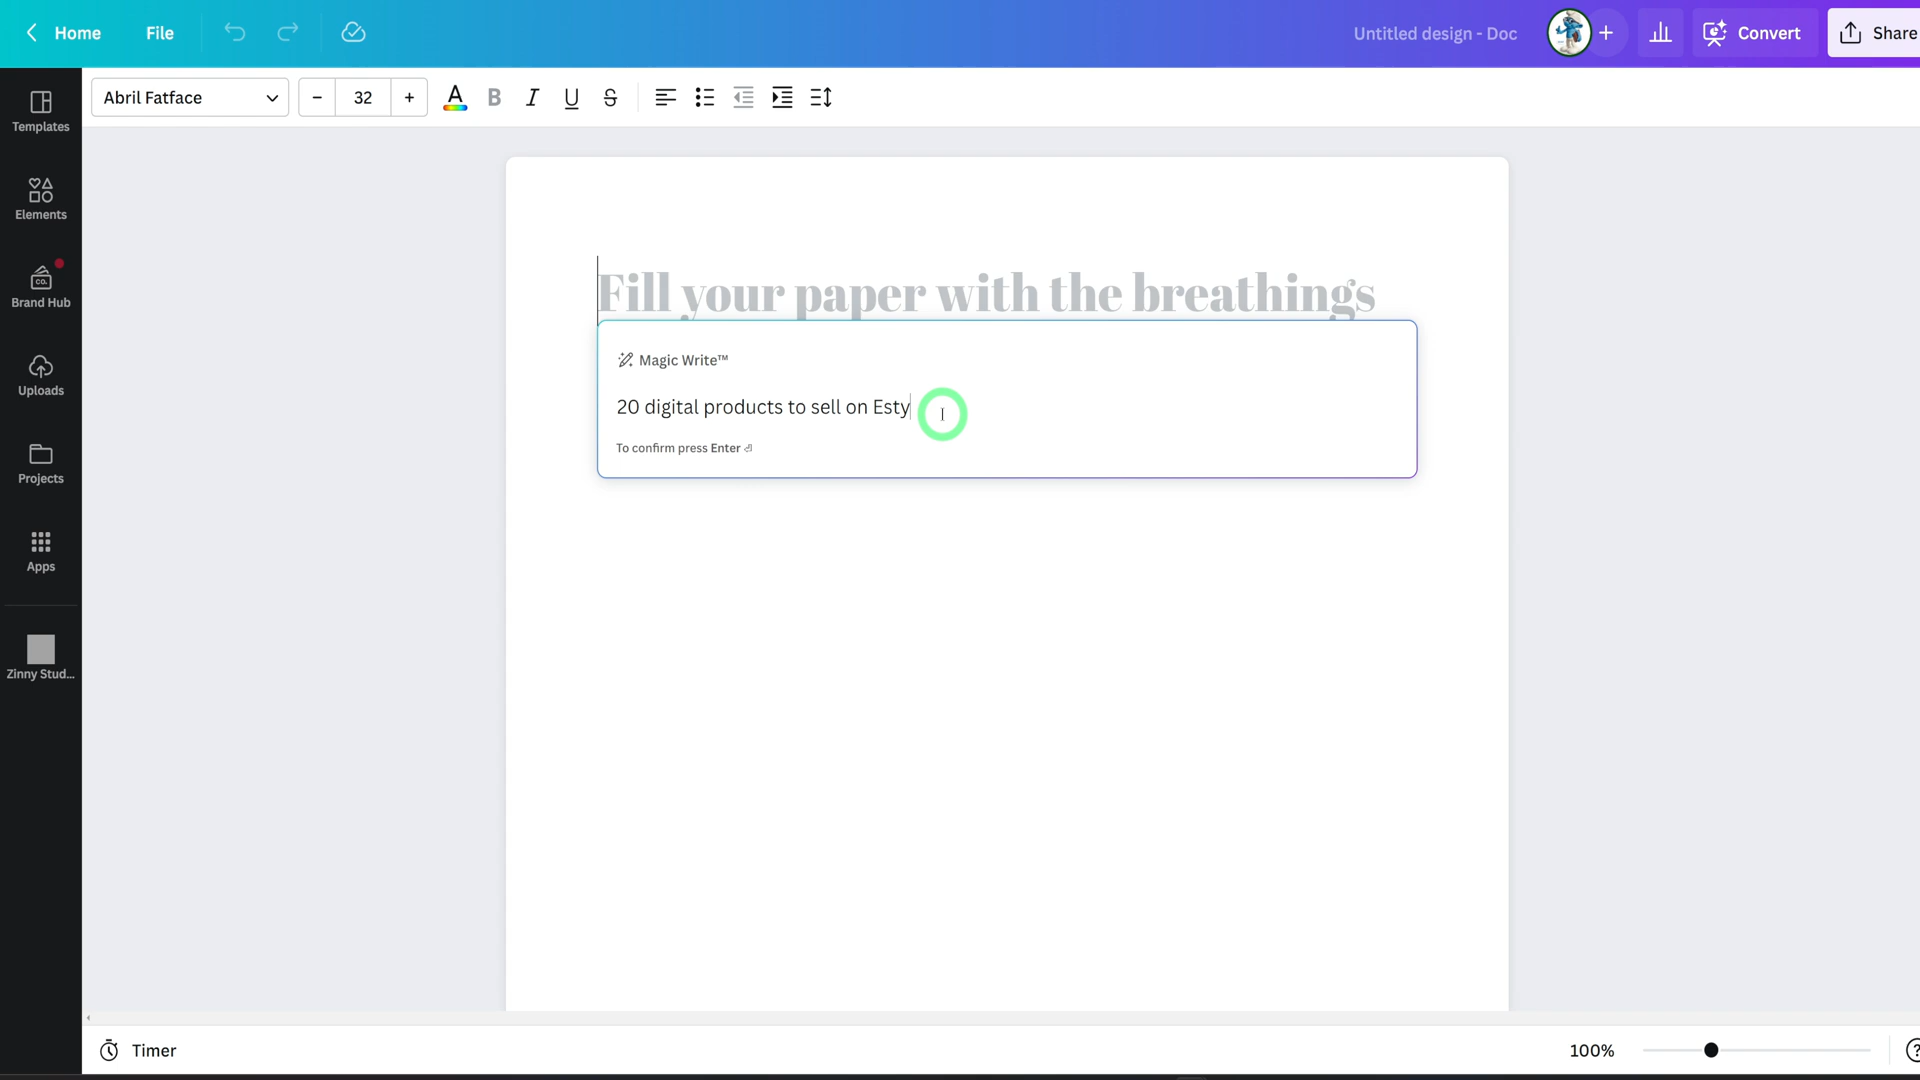 Home
File
Untitled design - Doc
Convert
Share
Abril Fatface
32
A
B
I
U
S
Templates
Elements
CO.
Brand Hub
Uploads
Projects
Apps
Zinny Stud...
Fill your paper with the breathings
Magic Write™
20 digital products to sell on Esty
To confirm press Enter
Timer
100%
?